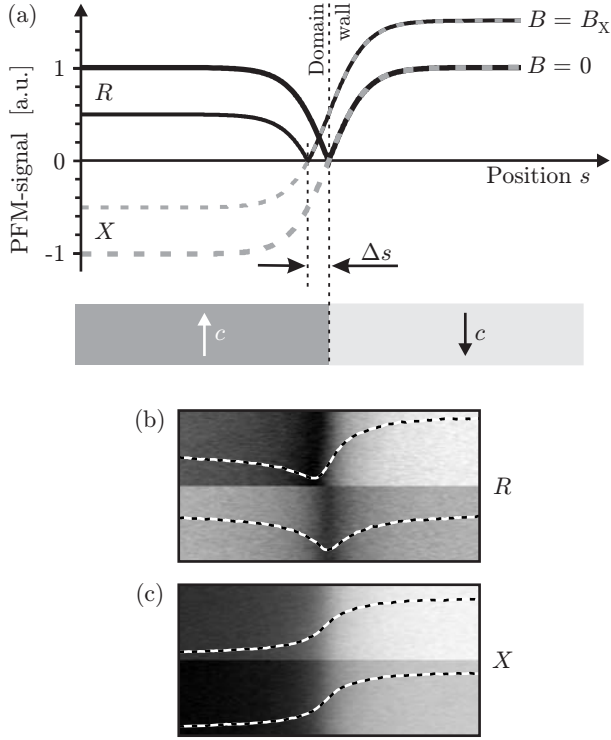 (a)
PFM-signal [a.u.]
1
0
-1
R
X
Domain
wall
B = B_X
B = 0
Position s
Δs
c
c
(b)
R
(c)
X